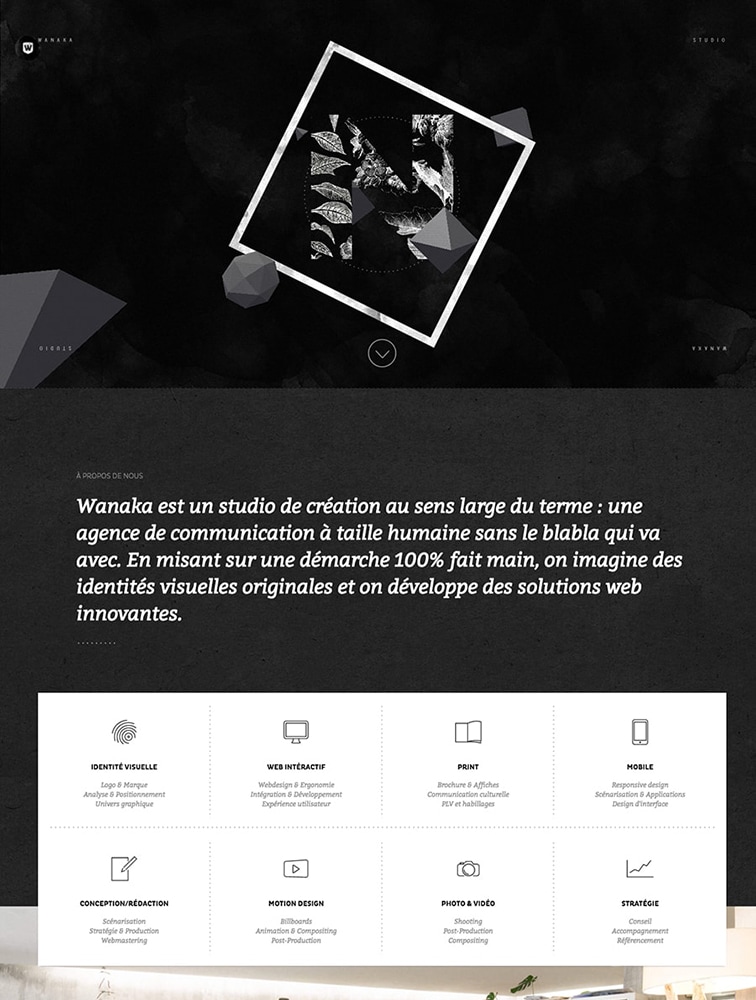 W
WANAKA
STUDIO
N
STUDIO
WANAKA
À PROPOS DE NOUS
Wanaka est un studio de création au sens large du terme : une
agence de communication à taille humaine sans le blabla qui va
avec. En misant sur une démarche 100% fait main, on imagine des
identités visuelles originales et on développe des solutions web
innovantes.
IDENTITÉ VISUELLE
Logo & Marque
Analyse & Positionnement
Univers graphique
WEB INTÉRACTIF
Webdesign & Ergonomie
Intégration & Développement
Expérience utilisateur
PRINT
Brochure & Affiches
Communication culturelle
PLV et habillages
MOBILE
Responsive design
Scénarisation & Applications
Design d'interface
CONCEPTION/RÉDACTION
Scénarisation
Stratégie & Production
Webmastering
MOTION DESIGN
Billboards
Animation & Compositing
Post-Production
PHOTO & VIDÉO
Shooting
Post-Production
Compositing
STRATÉGIE
Conseil
Accompagnement
Référencement